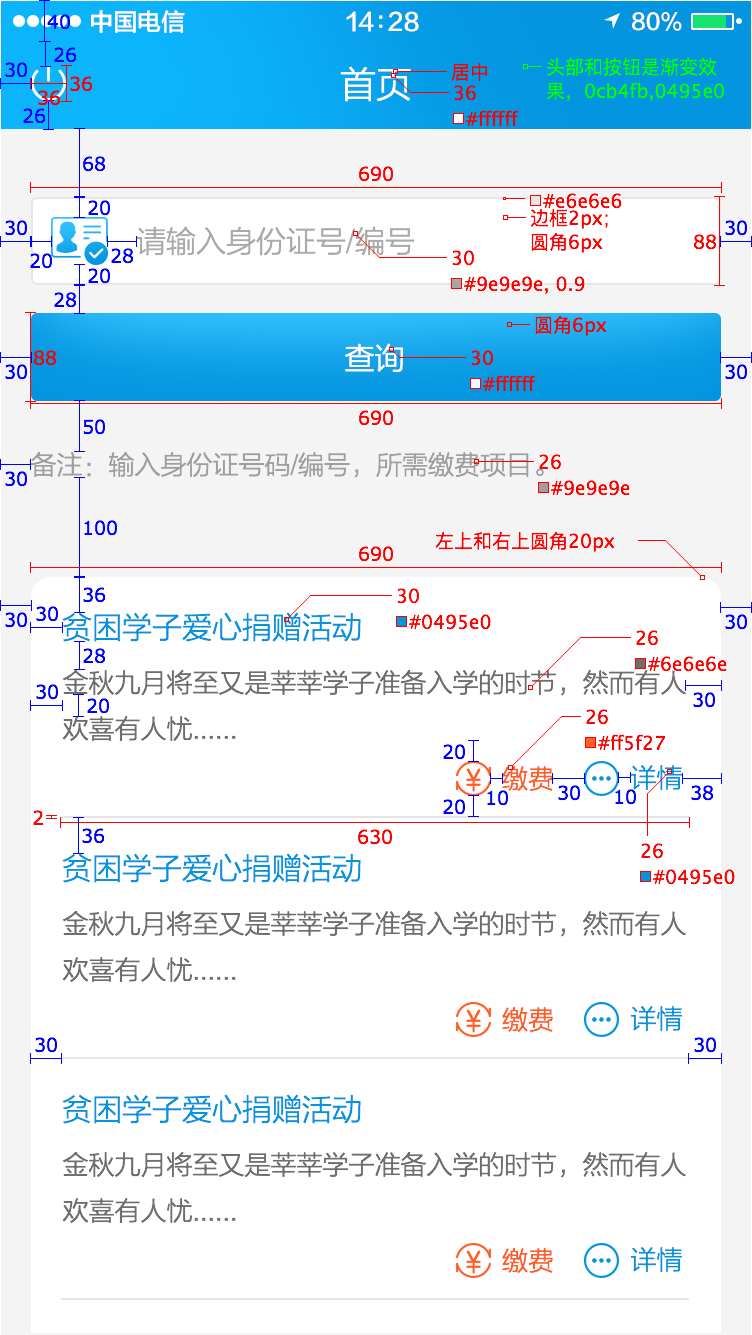 中国电信 14:28 80%
40
26
30
36
36
26
首页
居中
36
#ffffff
头部和按钮是渐变效
果，0cb4fb,0495e0
68
690
20
#e6e6e6
边框2px;
圆角6px
30
请输入身份证号/编号
88
30
20
28
20
30
#9e9e9e, 0.9
28
圆角6px
88
查询
30
#ffffff
30
30
690
50
备注：输入身份证号码/编号，所需缴费项目。
30
26
#9e9e9e
100
左上和右上圆角20px
690
36
30
30
30
#0495e0
30
贫困学子爱心捐赠活动
28
26
#6e6e6e
金秋九月将至又是莘莘学子准备入学的时节，然而有人
30
20
30
欢喜有人忧......
26
#ff5f27
20
缴费 详情
20
10
30
10
38
2
36
630
26
#0495e0
贫困学子爱心捐赠活动
金秋九月将至又是莘莘学子准备入学的时节，然而有人
欢喜有人忧......
缴费 详情
30
30
贫困学子爱心捐赠活动
金秋九月将至又是莘莘学子准备入学的时节，然而有人
欢喜有人忧......
缴费 详情